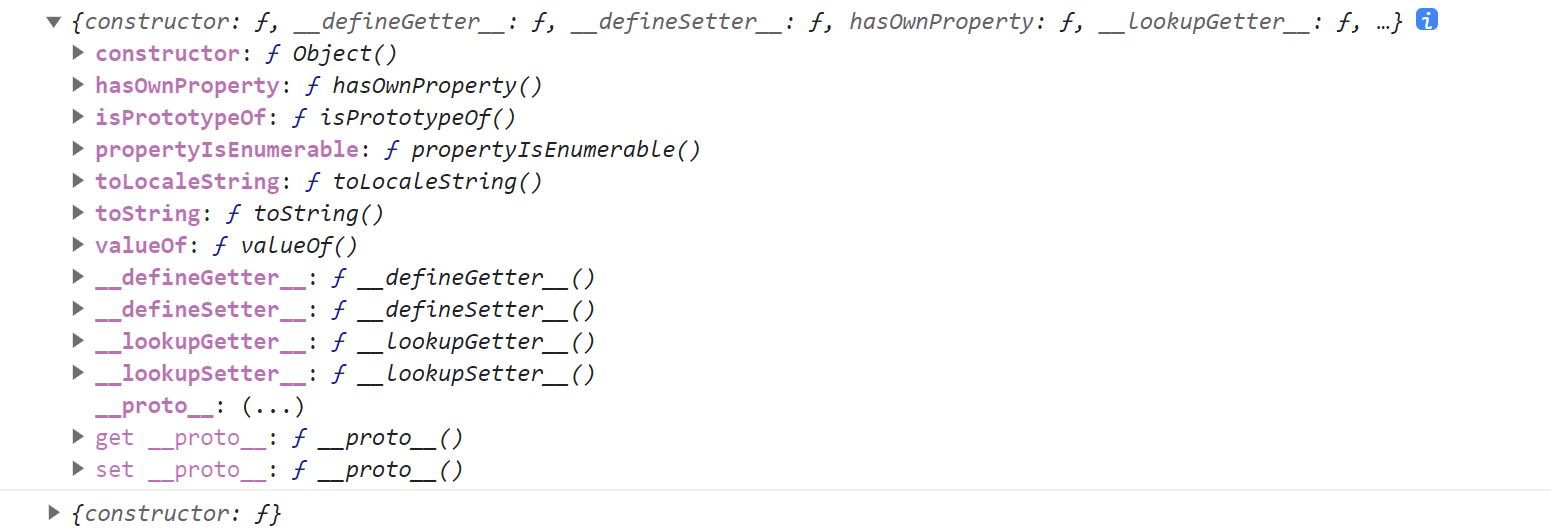 {constructor: ƒ, __defineGetter__: ƒ, __defineSetter__: ƒ, hasOwnProperty: ƒ, __lookupGetter__: ƒ, …} i
constructor: ƒ Object()
hasOwnProperty: ƒ hasOwnProperty()
isPrototypeOf: ƒ isPrototypeOf()
propertyIsEnumerable: ƒ propertyIsEnumerable()
toLocaleString: ƒ toLocaleString()
toString: ƒ toString()
valueOf: ƒ valueOf()
__defineGetter__: ƒ __defineGetter__()
__defineSetter__: ƒ __defineSetter__()
__lookupGetter__: ƒ __lookupGetter__()
__lookupSetter__: ƒ __lookupSetter__()
__proto__: (...)
get __proto__: ƒ __proto__()
set __proto__: ƒ __proto__()
{constructor: ƒ}